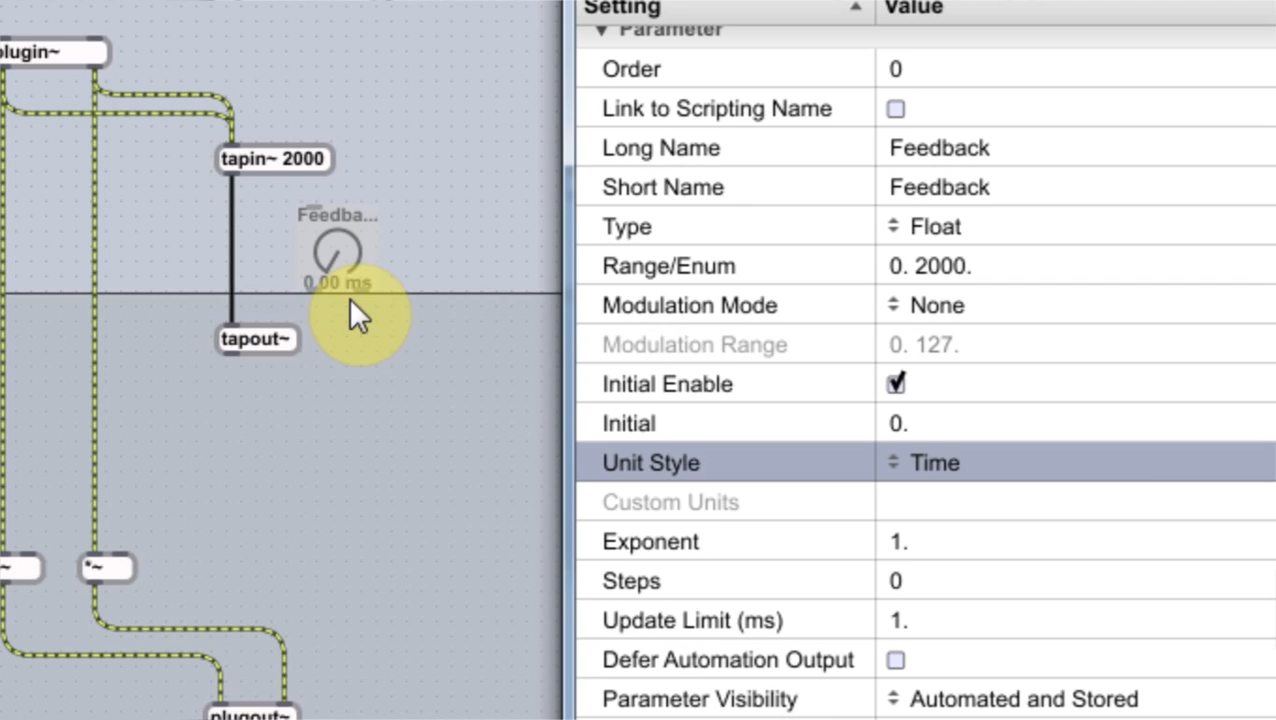 Setting Value
▼ Parameter
plugin~
Order 0
Link to Scripting Name
Long Name Feedback
tapin~ 2000
Short Name Feedback
Feedba...
Type Float
Range/Enum 0. 2000.
0.00 ms
Modulation Mode None
tapout~
Modulation Range 0. 127.
Initial Enable
Initial 0.
Unit Style Time
Custom Units
Exponent 1.
~ *~
Steps 0
Update Limit (ms) 1.
Defer Automation Output
Parameter Visibility Automated and Stored
plugout~